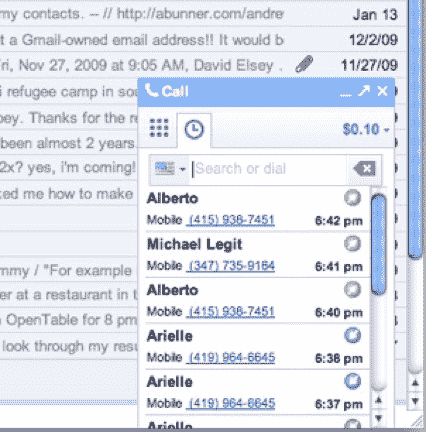 my contacts. -- // http://abunner.com/andre Jan 13
t a Gmail-owned email address!! It would b 12/2/09
ri, Nov 27, 2009 at 9:05 AM, David Elsey . 11/27/09
i refugee camp in sou
Call
bey. Thanks for the re
$0.10
been almost 2 years.
2x? yes, i'm coming!
Search or dial
ked me how to make
Alberto
Mobile (415) 938-7451 6:42 pm
Michael Legit
Mobile (347) 735-9164 6:41 pm
mmy / "For example
Alberto
er at a restaurant in t
Mobile (415) 938-7451 6:40 pm
OpenTable for 8 pm
Arielle
look through my resu
Mobile (419) 964-6645 6:38 pm
Arielle
Mobile (419) 964-6645 6:37 pm
Arielle